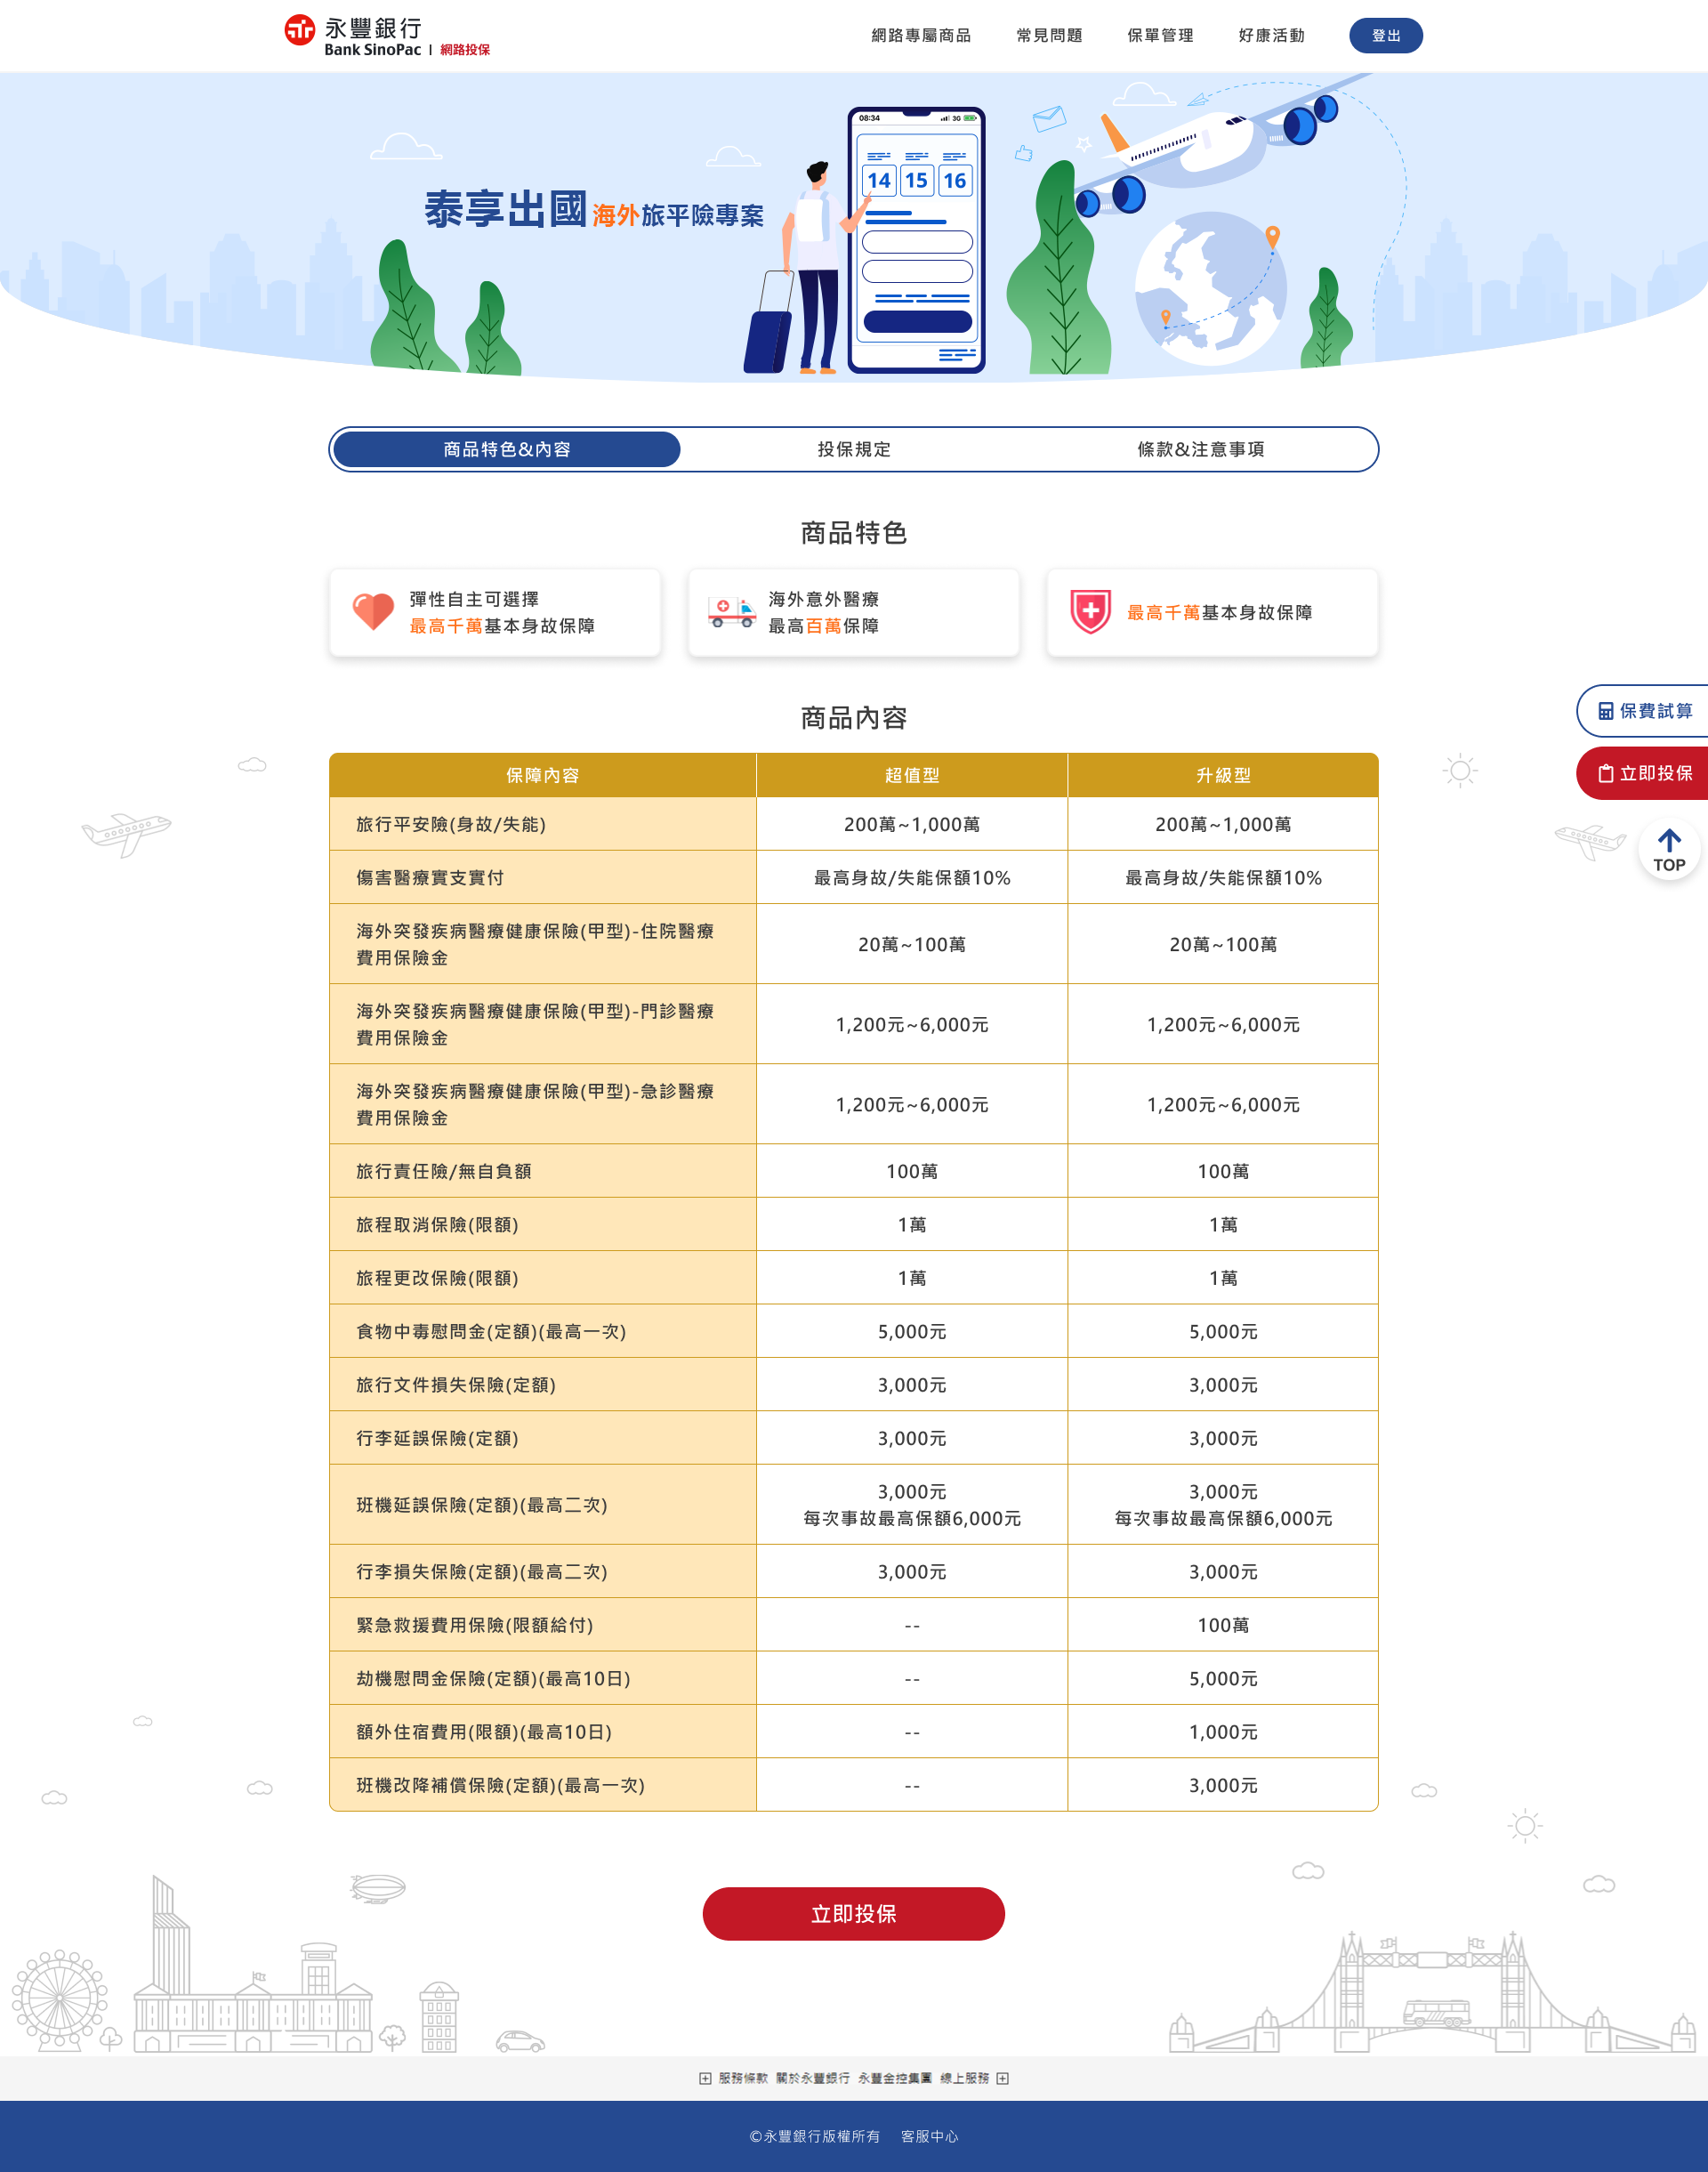 永豐銀行
Bank SinoPac | 網路投保
網路專屬商品 常見問題 保單管理 好康活動 登出
08:34 3G
14 15 16
泰享出國 海外旅平險專案
商品特色&內容 投保規定 條款&注意事項
商品特色
彈性自主可選擇
最高千萬基本身故保障
海外意外醫療
最高百萬保障
最高千萬基本身故保障
保費試算
立即投保
TOP
商品內容
保障內容 超值型 升級型
旅行平安險(身故/失能) 200萬~1,000萬 200萬~1,000萬
傷害醫療實支實付 最高身故/失能保額10% 最高身故/失能保額10%
海外突發疾病醫療健康保險(甲型)-住院醫療
費用保險金 20萬~100萬 20萬~100萬
海外突發疾病醫療健康保險(甲型)-門診醫療
費用保險金 1,200元~6,000元 1,200元~6,000元
海外突發疾病醫療健康保險(甲型)-急診醫療
費用保險金 1,200元~6,000元 1,200元~6,000元
旅行責任險/無自負額 100萬 100萬
旅程取消保險(限額) 1萬 1萬
旅程更改保險(限額) 1萬 1萬
食物中毒慰問金(定額)(最高一次) 5,000元 5,000元
旅行文件損失保險(定額) 3,000元 3,000元
行李延誤保險(定額) 3,000元 3,000元
班機延誤保險(定額)(最高二次) 3,000元 3,000元
每次事故最高保額6,000元 每次事故最高保額6,000元
行李損失保險(定額)(最高二次) 3,000元 3,000元
緊急救援費用保險(限額給付) -- 100萬
劫機慰問金保險(定額)(最高10日) -- 5,000元
額外住宿費用(限額)(最高10日) -- 1,000元
班機改降補償保險(定額)(最高一次) -- 3,000元
立即投保
服務條款 關於永豐銀行 永豐金控集團 線上服務
©永豐銀行版權所有 客服中心